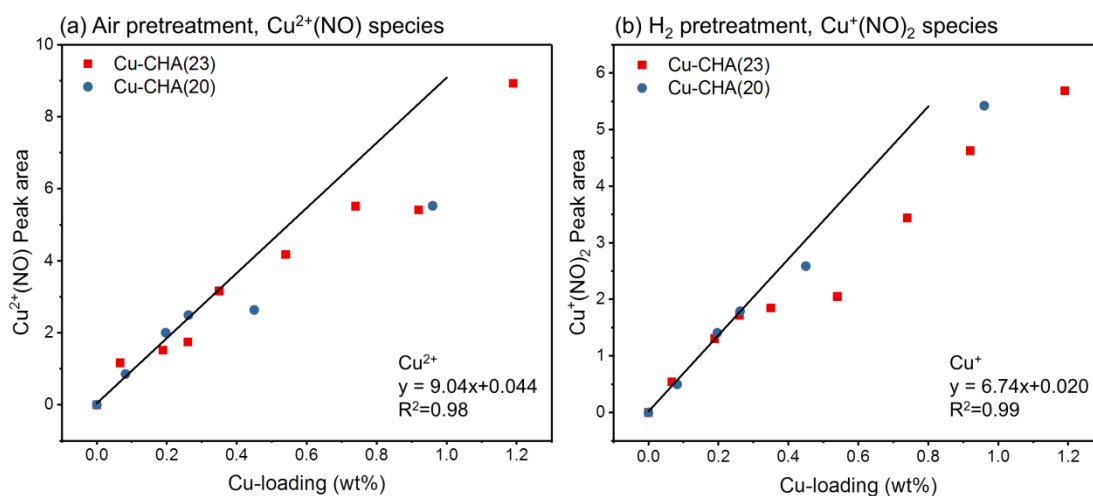 (a) Air pretreatment, Cu²⁺(NO) species
Cu-CHA(23)
Cu-CHA(20)
Cu²⁺(NO) Peak area
10
8
6
4
2
0
Cu²⁺
y = 9.04x+0.044
R²=0.98
0.0 0.2 0.4 0.6 0.8 1.0 1.2
Cu-loading (wt%)
(b) H₂ pretreatment, Cu⁺(NO)₂ species
Cu-CHA(23)
Cu-CHA(20)
Cu⁺(NO)₂ Peak area
6
5
4
3
2
1
0
Cu⁺
y = 6.74x+0.020
R²=0.99
0.0 0.2 0.4 0.6 0.8 1.0 1.2
Cu-loading (wt%)